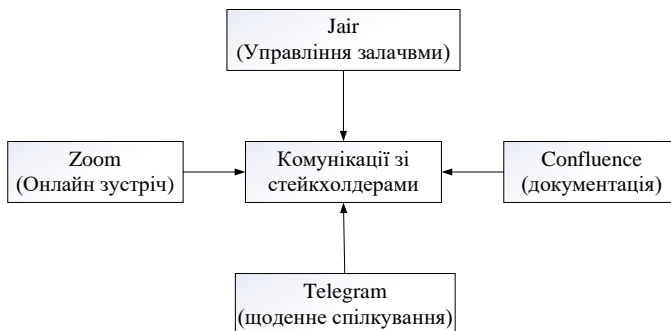 Jair
(Управління залачвми)
Zoom
(Онлайн зустріч)
Комунікації зі
стейкхолдерами
Confluence
(документація)
Telegram
(щоденне спілкування)